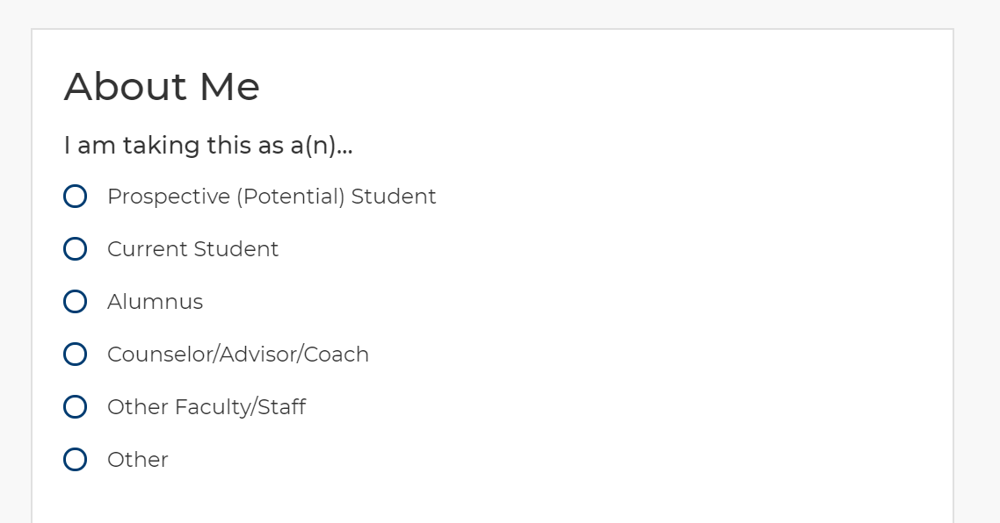 About Me
I am taking this as a(n)...
Prospective (Potential) Student
Current Student
Alumnus
Counselor/Advisor/Coach
Other Faculty/Staff
Other